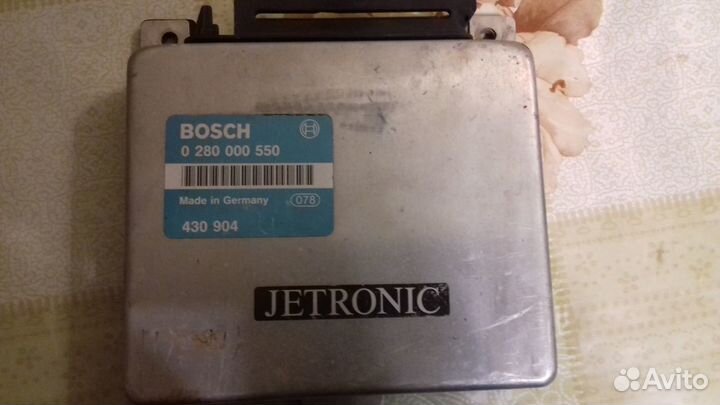 BOSCH
0 280 000 550
Made in Germany 078
430 904
JETRONIC
Avito